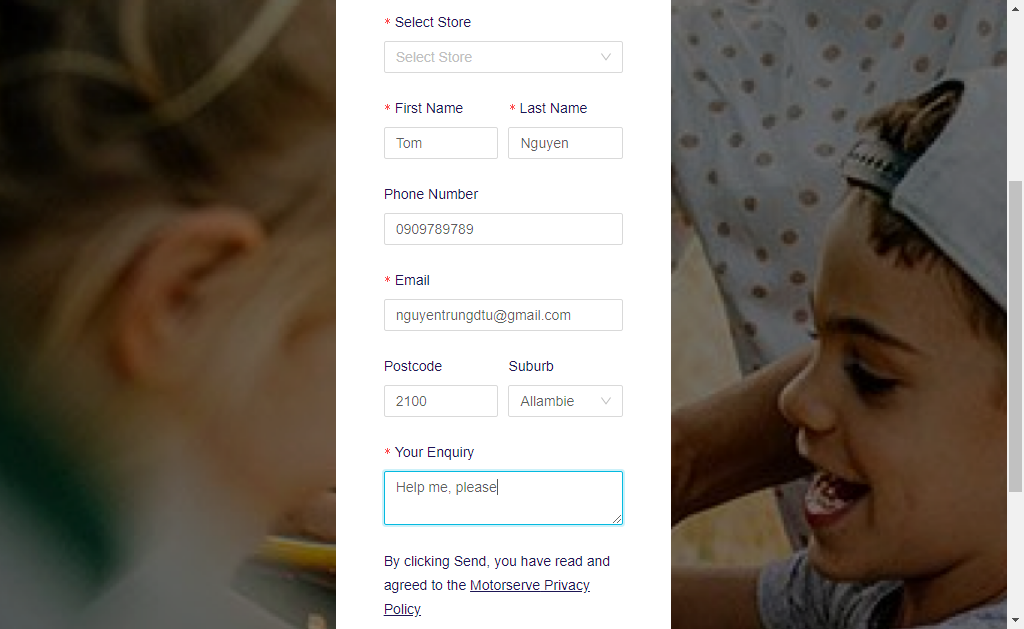 * Select Store
Select Store
* First Name * Last Name
Tom Nguyen
Phone Number
0909789789
* Email
nguyentrungdtu@gmail.com
Postcode Suburb
2100 Allambie
* Your Enquiry
Help me, please
By clicking Send, you have read and
agreed to the Motorserve Privacy
Policy